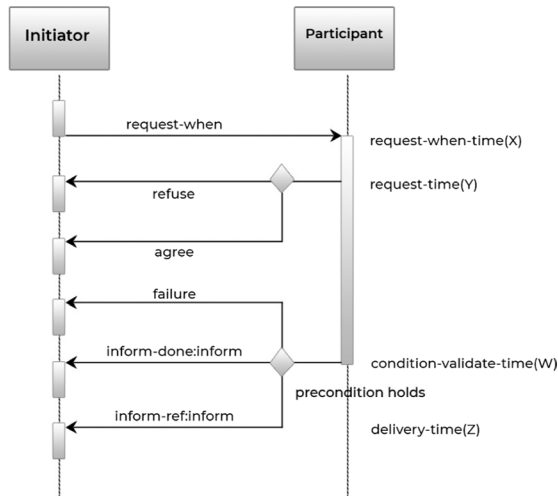 Initiator
Participant
request-when
request-when-time(X)
request-time(Y)
refuse
agree
failure
inform-done:inform
condition-validate-time(W)
precondition holds
inform-ref:inform
delivery-time(Z)